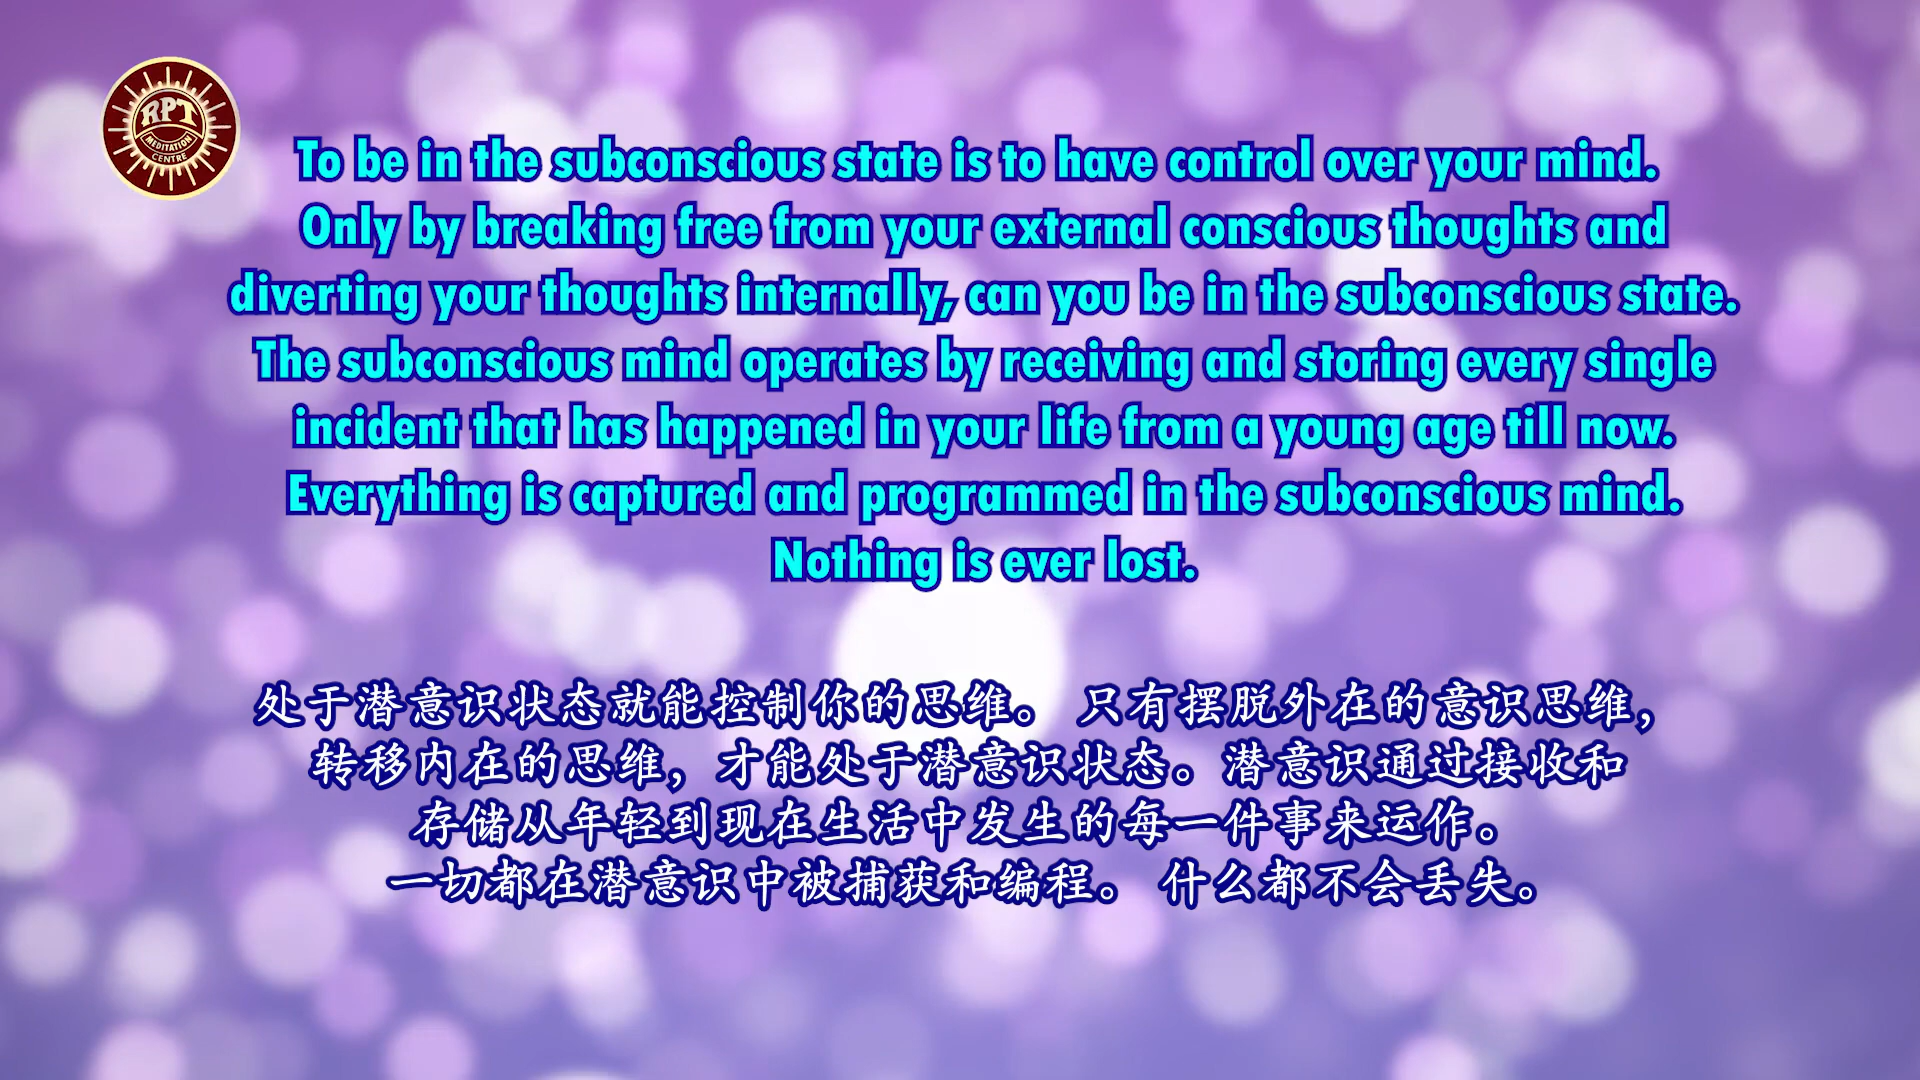 RPT
MEDITATION
CENTRE
To be in the subconscious state is to have control over your mind.
Only by breaking free from your external conscious thoughts and
diverting your thoughts internally, can you be in the subconscious state.
The subconscious mind operates by receiving and storing every single
incident that has happened in your life from a young age till now.
Everything is captured and programmed in the subconscious mind.
Nothing is ever lost.
处于潜意识状态就能控制你的思维。 只有摆脱外在的意识思维，
转移内在的思维，才能处于潜意识状态。潜意识通过接收和
存储从年轻到现在生活中发生的每一件事来运作。
一切都在潜意识中被捕获和编程。 什么都不会丢失。